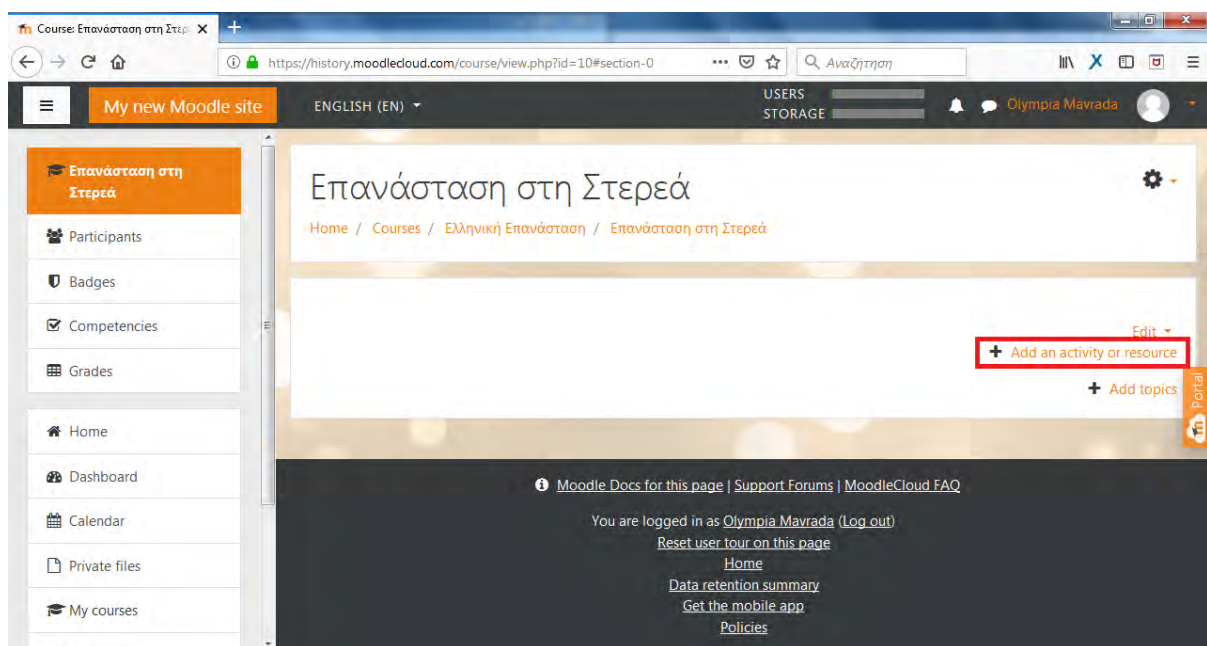 Course: Επανάσταση στη Στερ
https://history.moodlecloud.com/course/view.php?id=10#section-0
Αναζήτηση
My new Moodle site
ENGLISH (EN)
USERS
STORAGE
Olympia Mavrada
Επανάσταση στη
Στερεά
Participants
Badges
Competencies
Grades
Home
Dashboard
Calendar
Private files
My courses
Επανάσταση στη Στερεά
Home / Courses / Ελληνική Επανάσταση / Επανάσταση στη Στερεά
Edit
Add an activity or resource
Add topics
Portal
Moodle Docs for this page | Support Forums | MoodleCloud FAQ
You are logged in as Olympia Mavrada (Log out)
Reset user tour on this page
Home
Data retention summary
Get the mobile app
Policies